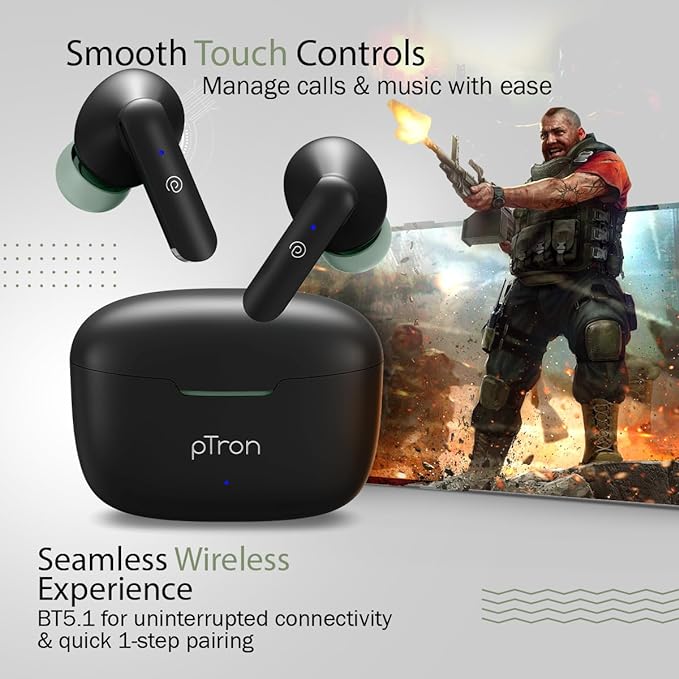 Smooth Touch Controls
Manage calls & music with ease
pTron
Seamless Wireless
Experience
BT5.1 for uninterrupted connectivity
& quick 1-step pairing